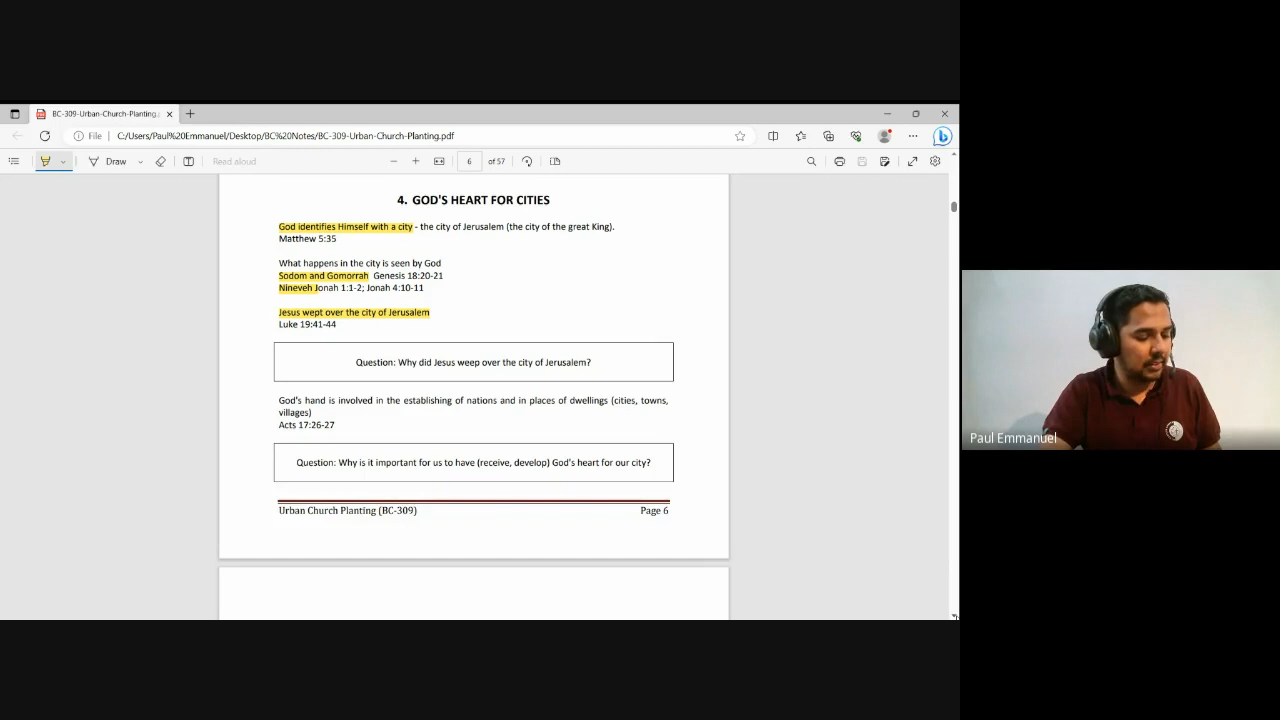 BC-309-Urban-Church-Planting.
File
C:/Users/Paul%20Emmanuel/Desktop/BC%20Notes/BC-309-Urban-Church-Planting.pdf
Draw
Read aloud
6 of 57
4. GOD'S HEART FOR CITIES
God identifies Himself with a city - the city of Jerusalem (the city of the great King).
Matthew 5:35
What happens in the city is seen by God
Sodom and Gomorrah Genesis 18:20-21
Nineveh Jonah 1:1-2; Jonah 4:10-11
Jesus wept over the city of Jerusalem
Luke 19:41-44
Question: Why did Jesus weep over the city of Jerusalem?
God's hand is involved in the establishing of nations and in places of dwellings (cities, towns,
villages)
Acts 17:26-27
Question: Why is it important for us to have (receive, develop) God's heart for our city?
Urban Church Planting (BC-309)
Page 6
Paul Emmanuel